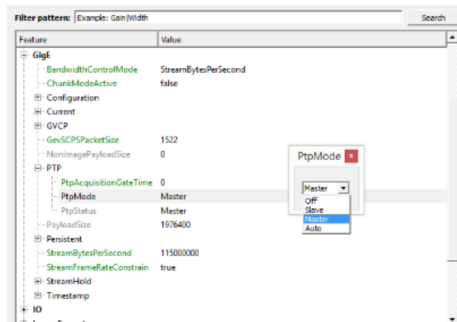 Filter pattern: Example: Gain|Width Search
Feature Value
GigE
BandwidthControlMode StreamBytesPerSecond
ChunkModeActive false
Configuration
Current
GVCP
GevSCPSPacketSize 1522
NonImagePayloadSize 0
PTP
PtpAcquisitionGateTime 0
PtpMode Master
PtpStatus Master
PayloadSize 1976400
Persistent
StreamBytesPerSecond 115000000
StreamFrameRateConstrain true
StreamHold
Timestamp
IO
PtpMode x
Master
Off
Slave
Master
Auto